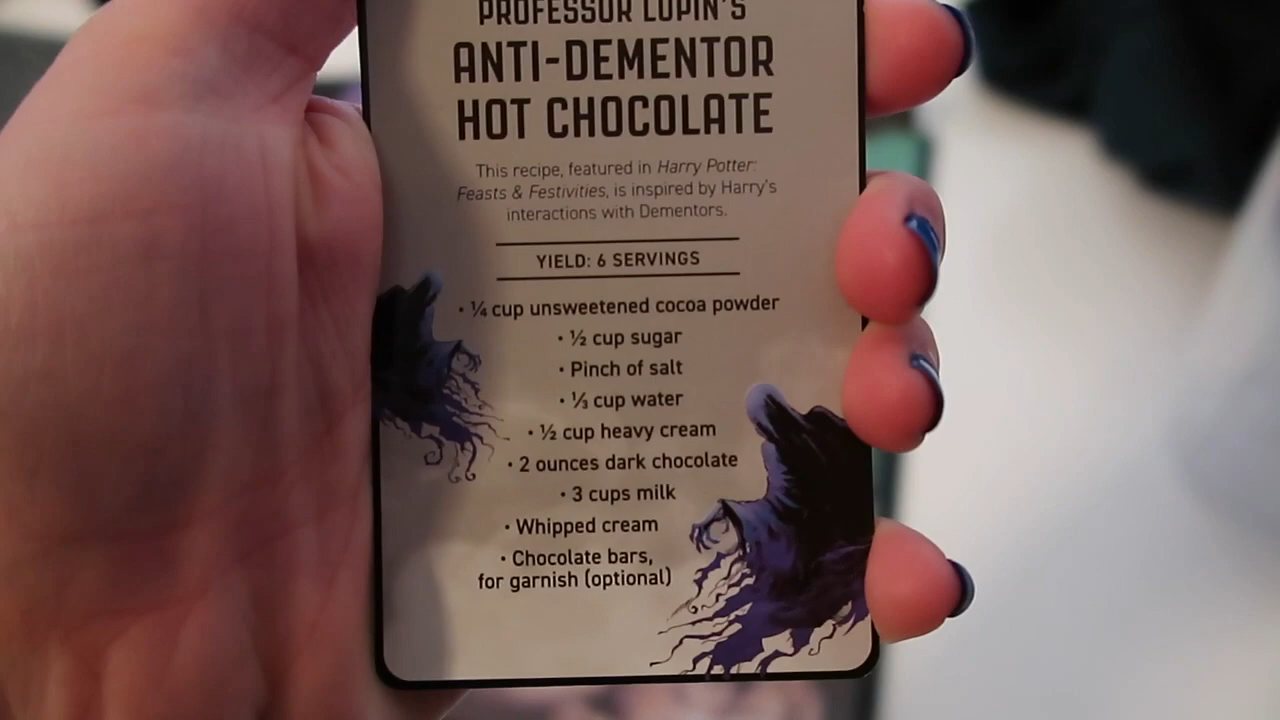 PROFESSOR LUPIN'S
ANTI-DEMENTOR
HOT CHOCOLATE
This recipe, featured in Harry Potter:
Feasts & Festivities, is inspired by Harry's
interactions with Dementors.
YIELD: 6 SERVINGS
• ¼ cup unsweetened cocoa powder
• ½ cup sugar
• Pinch of salt
• ⅓ cup water
• ½ cup heavy cream
• 2 ounces dark chocolate
• 3 cups milk
• Whipped cream
• Chocolate bars,
for garnish (optional)